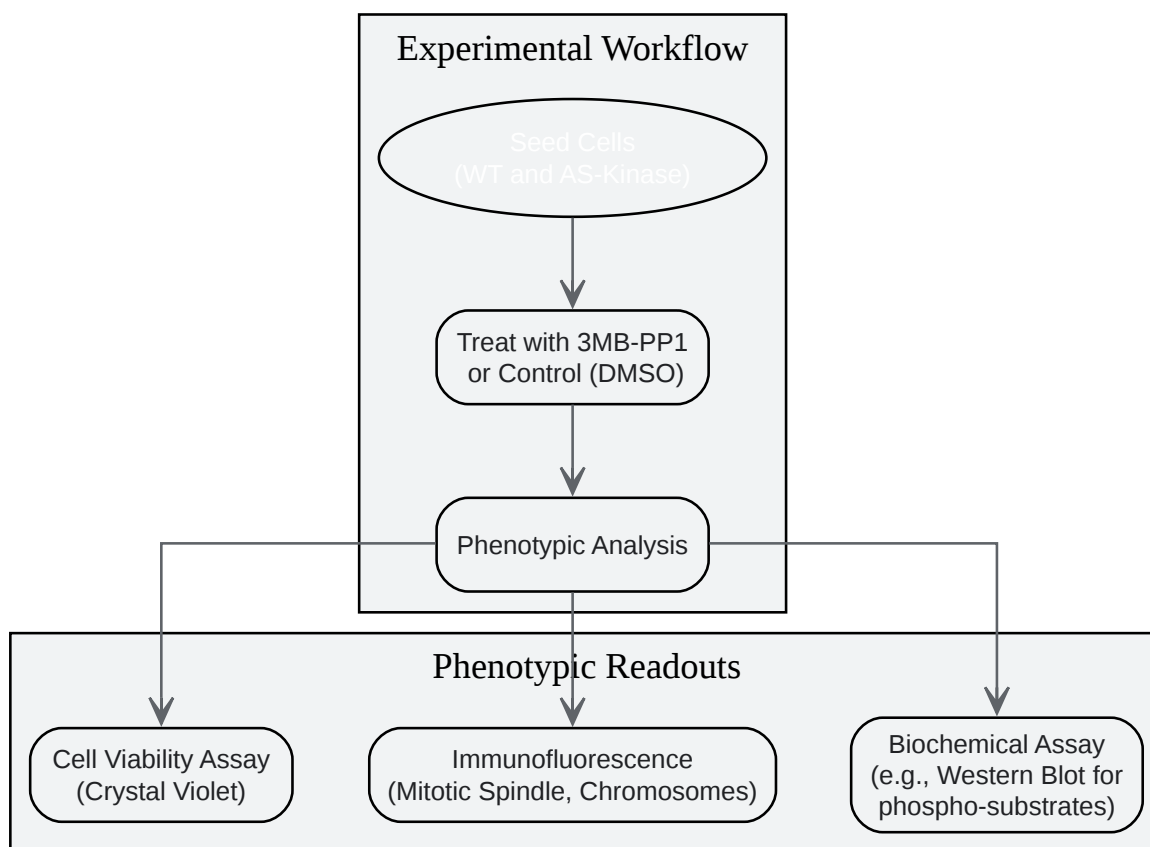 Experimental Workflow
Seed Cells
(WT and AS-Kinase)
Treat with 3MB-PP1
or Control (DMSO)
Phenotypic Analysis
Phenotypic Readouts
Cell Viability Assay
(Crystal Violet)
Immunofluorescence
(Mitotic Spindle, Chromosomes)
Biochemical Assay
(e.g., Western Blot for
phospho-substrates)